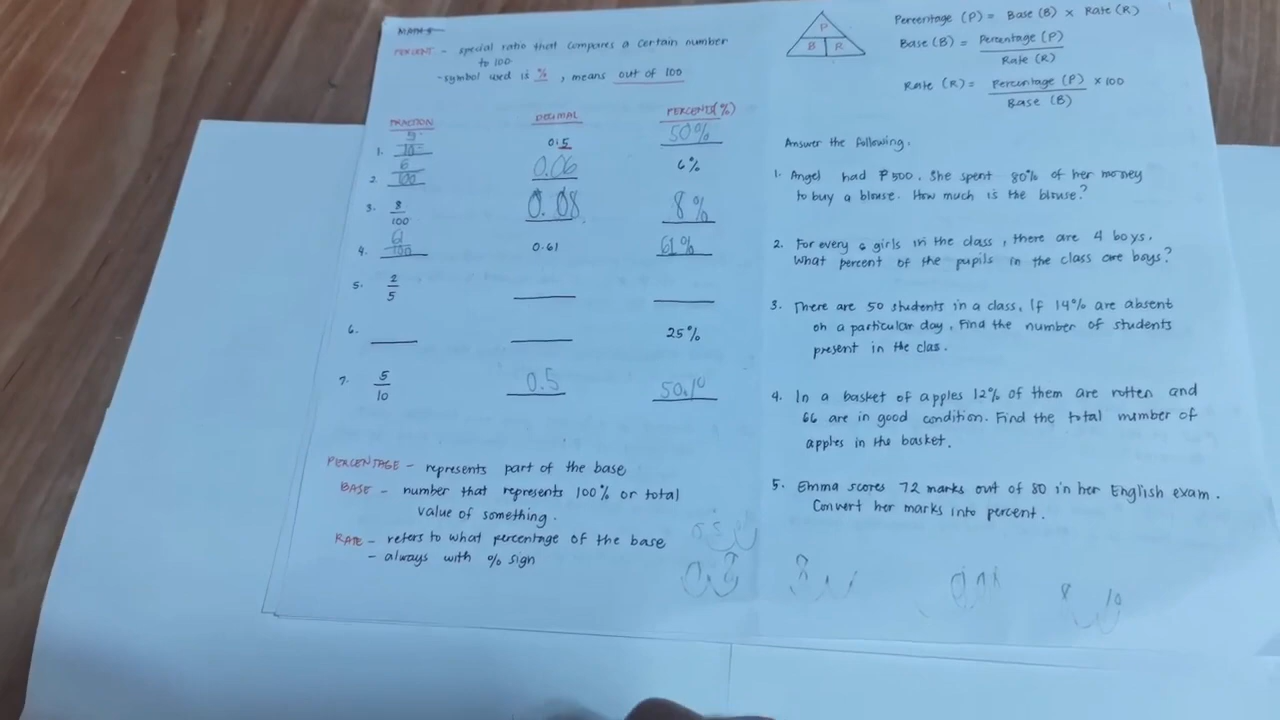 MATH 5
PERCENT - special ratio that compares a certain number
to 100
- symbol used is %, means out of 100
FRACTION DECIMAL PERCENTS(%)
1. 5/10 0.5 50%
2. 6/100 0.06 6%
3. 8/100 0.08 8%
4. 61/100 0.61 61%
5. 2/5
6. 25%
7. 5/10 0.5 50%
PERCENTAGE - represents part of the base
BASE - number that represents 100% or total
value of something.
RATE - refers to what percentage of the base
- always with % sign
P
B R
Percentage (P) = Base (B) x Rate (R)
Base (B) = Percentage (P) / Rate (R)
Rate (R) = Percentage (P) / Base (B) x 100
Answer the following.
1. Angel had ₱500. She spent 80% of her money
to buy a blouse. How much is the blouse?
2. For every 6 girls in the class, there are 4 boys.
What percent of the pupils in the class are boys?
3. There are 50 students in a class. If 14% are absent
on a particular day, Find the number of students
present in the clas.
4. In a basket of apples 12% of them are rotten and
66 are in good condition. Find the total number of
apples in the basket.
5. Emma scores 72 marks out of 80 in her English exam.
Convert her marks into percent.